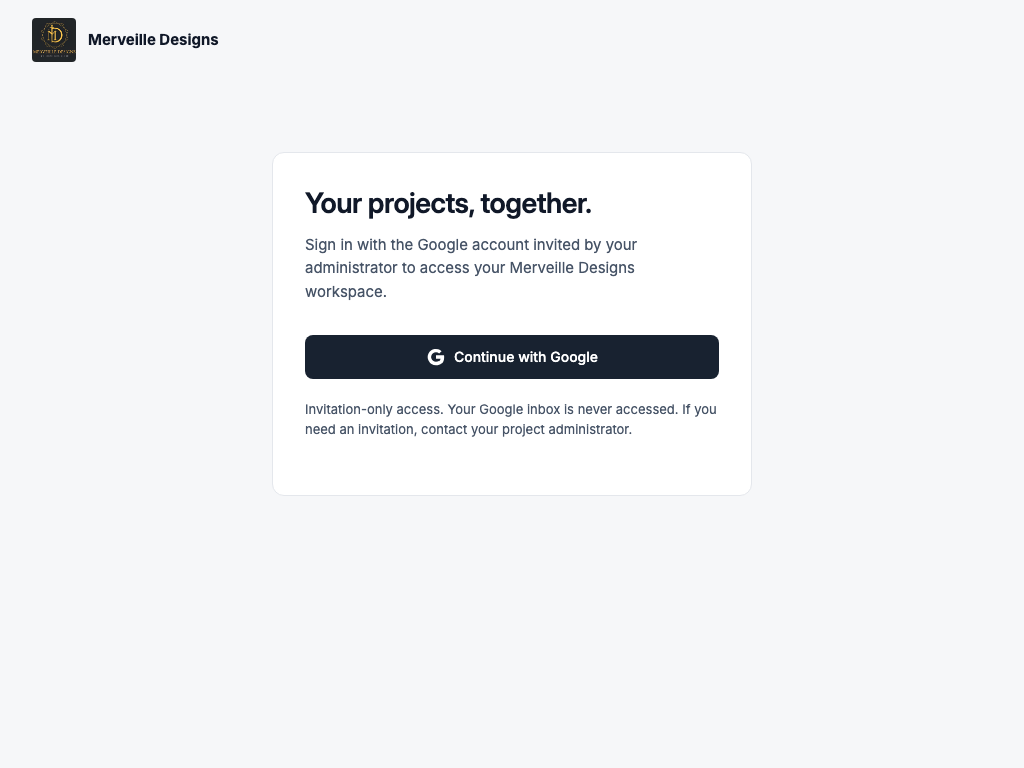 MERVEILLE DESIGNS
Merveille Designs
Your projects, together.
Sign in with the Google account invited by your
administrator to access your Merveille Designs
workspace.
Continue with Google
Invitation-only access. Your Google inbox is never accessed. If you
need an invitation, contact your project administrator.